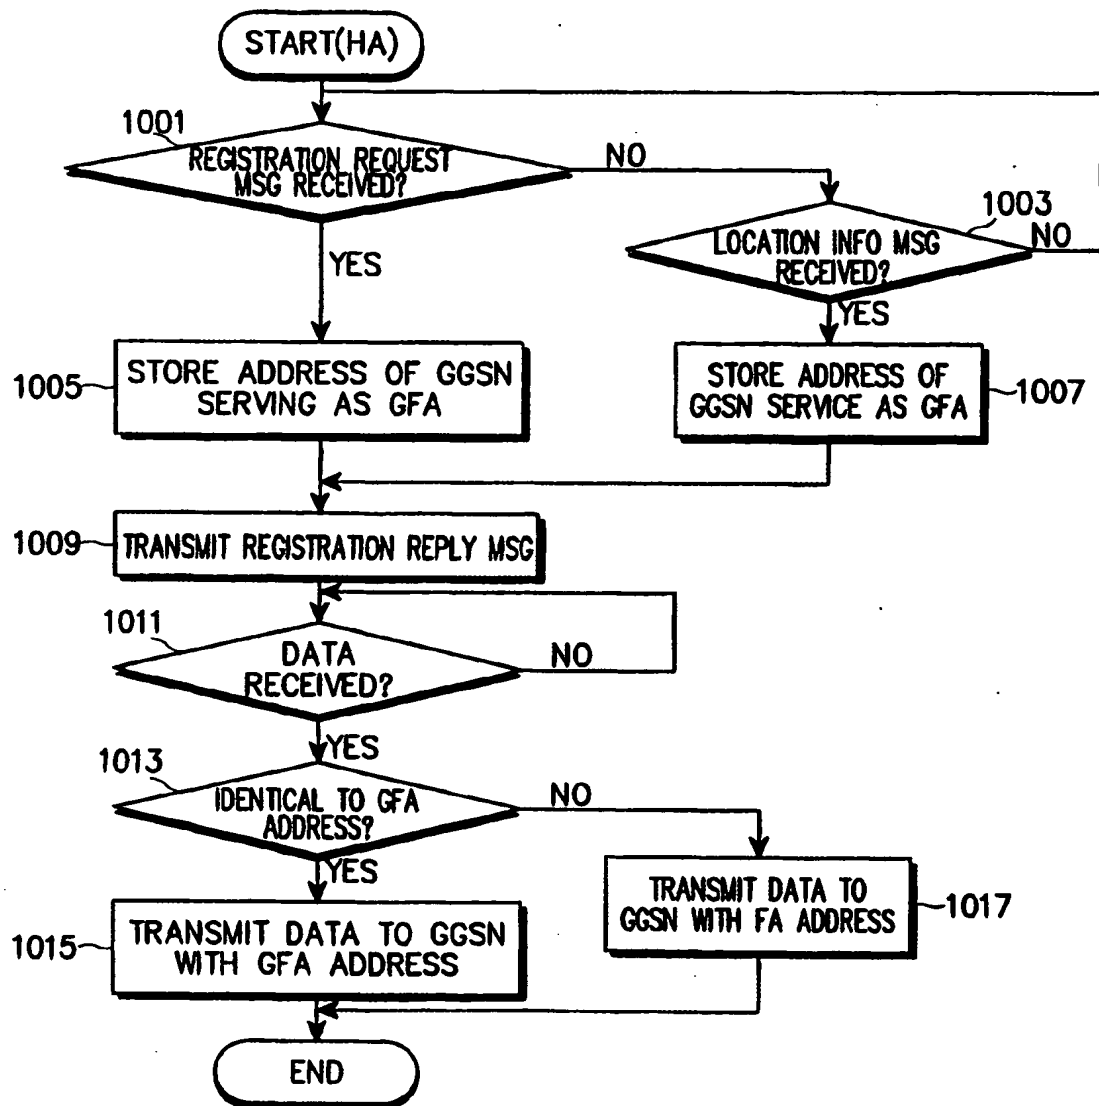 START(HA)
1001
REGISTRATION REQUEST
MSG RECEIVED?
NO
1003
LOCATION INFO MSG
RECEIVED?
NO
YES
YES
1005
STORE ADDRESS OF GGSN
SERVING AS GFA
STORE ADDRESS OF
GGSN SERVICE AS GFA
1007
1009
TRANSMIT REGISTRATION REPLY MSG
1011
DATA
RECEIVED?
NO
YES
1013
IDENTICAL TO GFA
ADDRESS?
NO
YES
TRANSMIT DATA TO
GGSN WITH FA ADDRESS
1017
1015
TRANSMIT DATA TO GGSN
WITH GFA ADDRESS
END